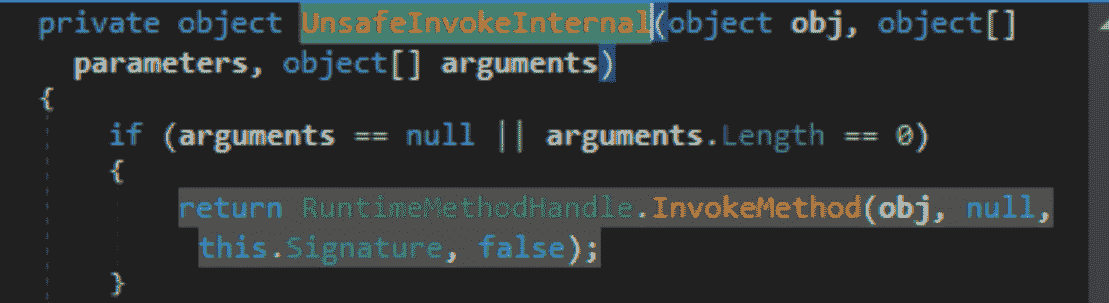 private object UnsafeInvokeInternal(object obj, object[]
parameters, object[] arguments)
{
if (arguments == null || arguments.Length == 0)
{
return RuntimeMethodHandle.InvokeMethod(obj, null,
this.Signature, false);
}